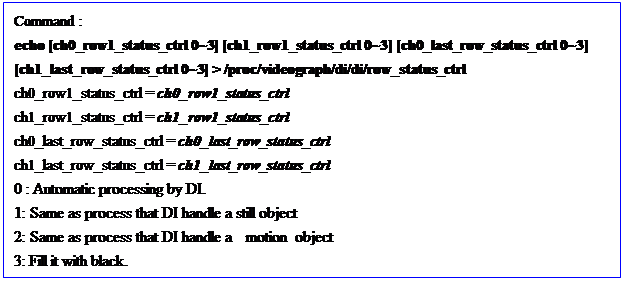 Command :
echo [ch0_row1_status_ctrl 0~3] [ch1_row1_status_ctrl 0~3] [ch0_last_row_status_ctrl 0~3]
[ch1_last_row_status_ctrl 0~3] > /proc/videograph/di/di/row_status_ctrl
ch0_row1_status_ctrl = ch0_row1_status_ctrl
ch1_row1_status_ctrl = ch1_row1_status_ctrl
ch0_last_row_status_ctrl = ch0_last_row_status_ctrl
ch1_last_row_status_ctrl = ch1_last_row_status_ctrl
0 : Automatic processing by DI.
1: Same as process that DI handle a still object
2: Same as process that DI handle a motion object
3: Fill it with black.